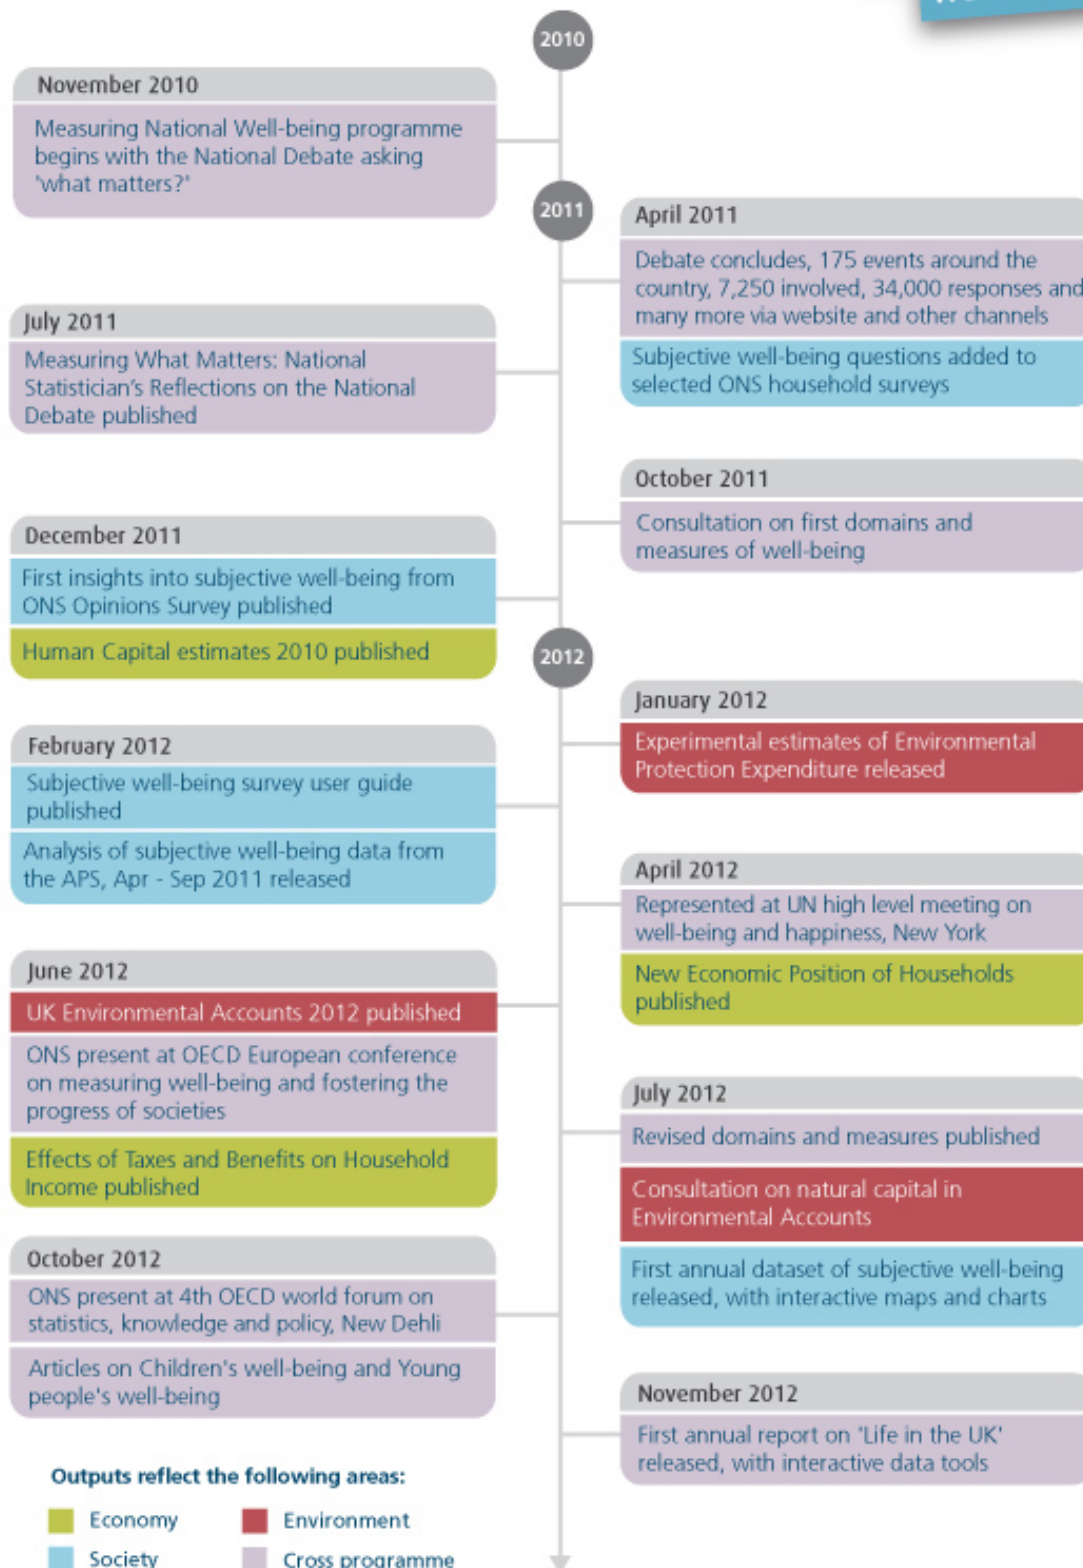 2010
November 2010
Measuring National Well-being programme
begins with the National Debate asking
'what matters?'
2011
April 2011
Debate concludes, 175 events around the
country, 7,250 involved, 34,000 responses and
many more via website and other channels
Subjective well-being questions added to
selected ONS household surveys
July 2011
Measuring What Matters: National
Statistician's Reflections on the National
Debate published
October 2011
Consultation on first domains and
measures of well-being
December 2011
First insights into subjective well-being from
ONS Opinions Survey published
Human Capital estimates 2010 published
2012
January 2012
Experimental estimates of Environmental
Protection Expenditure released
February 2012
Subjective well-being survey user guide
published
Analysis of subjective well-being data from
the APS, Apr - Sep 2011 released
April 2012
Represented at UN high level meeting on
well-being and happiness, New York
New Economic Position of Households
published
June 2012
UK Environmental Accounts 2012 published
ONS present at OECD European conference
on measuring well-being and fostering the
progress of societies
Effects of Taxes and Benefits on Household
Income published
July 2012
Revised domains and measures published
Consultation on natural capital in
Environmental Accounts
First annual dataset of subjective well-being
released, with interactive maps and charts
October 2012
ONS present at 4th OECD world forum on
statistics, knowledge and policy, New Dehli
Articles on Children's well-being and Young
people's well-being
November 2012
First annual report on 'Life in the UK'
released, with interactive data tools
Outputs reflect the following areas:
Economy
Environment
Society
Cross programme